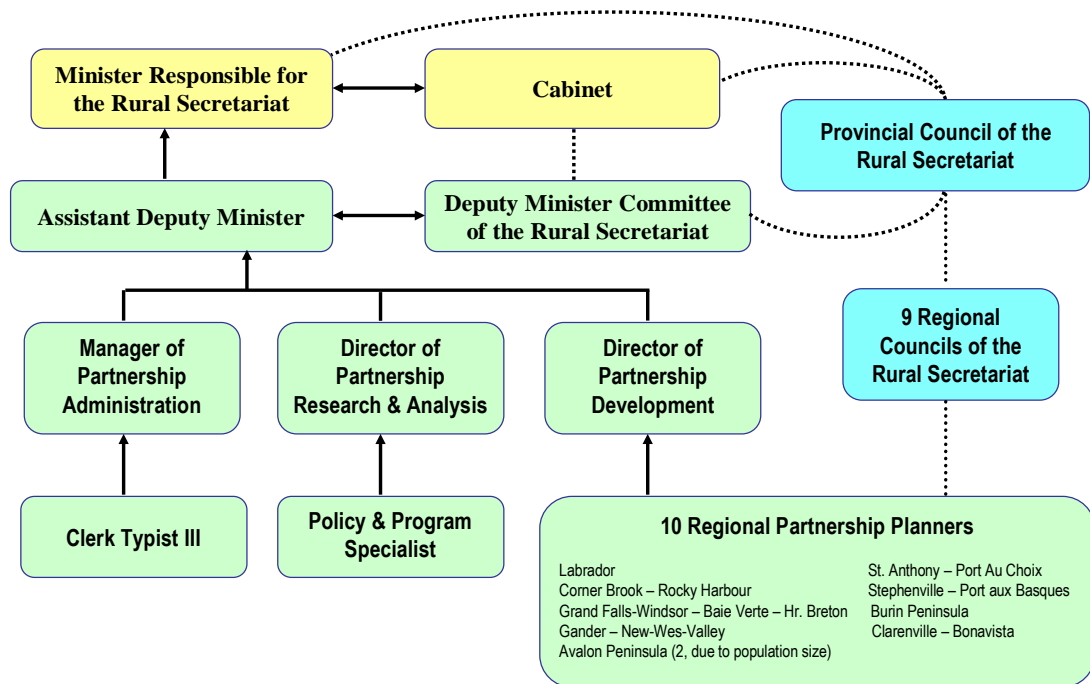 Minister Responsible for
the Rural Secretariat
Cabinet
Provincial Council of the
Rural Secretariat
Assistant Deputy Minister
Deputy Minister Committee
of the Rural Secretariat
Manager of
Partnership
Administration
Director of
Partnership
Research & Analysis
Director of
Partnership
Development
9 Regional
Councils of the
Rural Secretariat
Clerk Typist III
Policy & Program
Specialist
10 Regional Partnership Planners
Labrador
Corner Brook – Rocky Harbour
Grand Falls-Windsor – Baie Verte – Hr. Breton
Gander – New-Wes-Valley
Avalon Peninsula (2, due to population size)
St. Anthony – Port Au Choix
Stephenville – Port aux Basques
Burin Peninsula
Clarenville – Bonavista